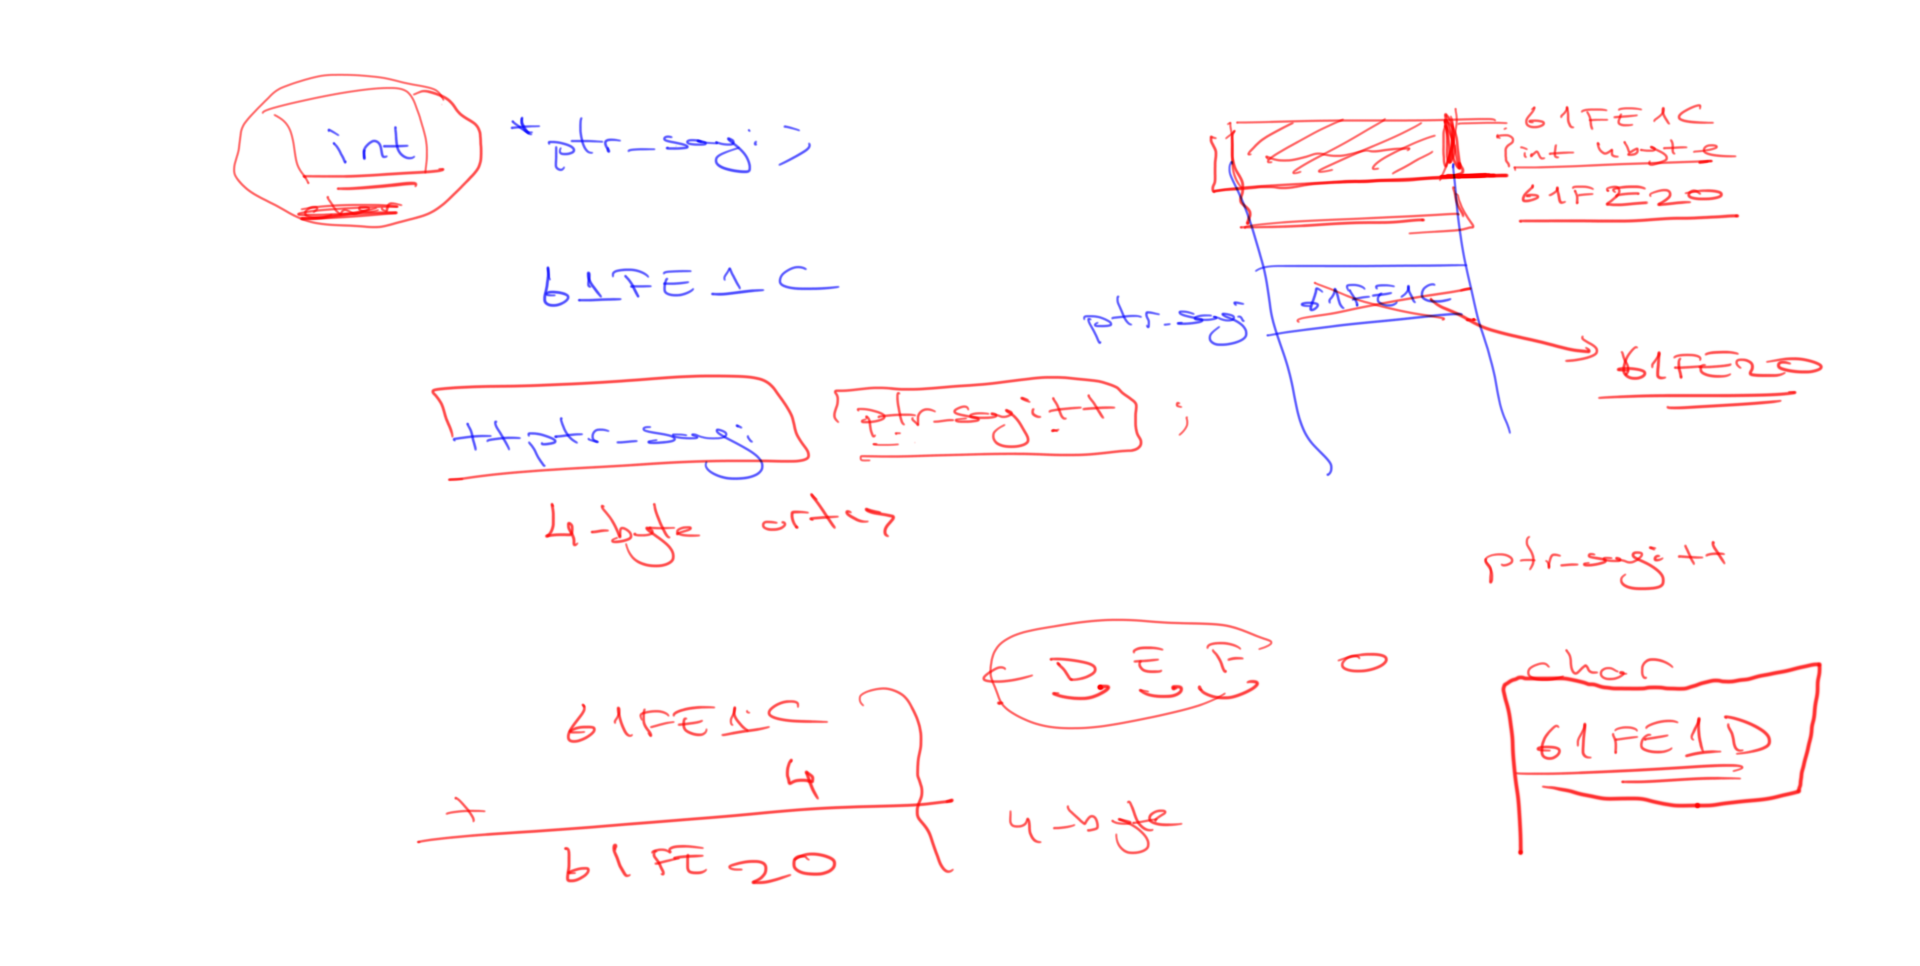 int *ptr_sayi;
char
61FE1C
int 4byte
61FE20
61FE1C
ptr_sayi 61FE1C
61FE20
++ptr_sayi ptr_sayi++ ;
4-byte artar
ptr_sayi++
C D E F 0
char
61FE1D
61FE1C
4
+
4-byte
61FE20